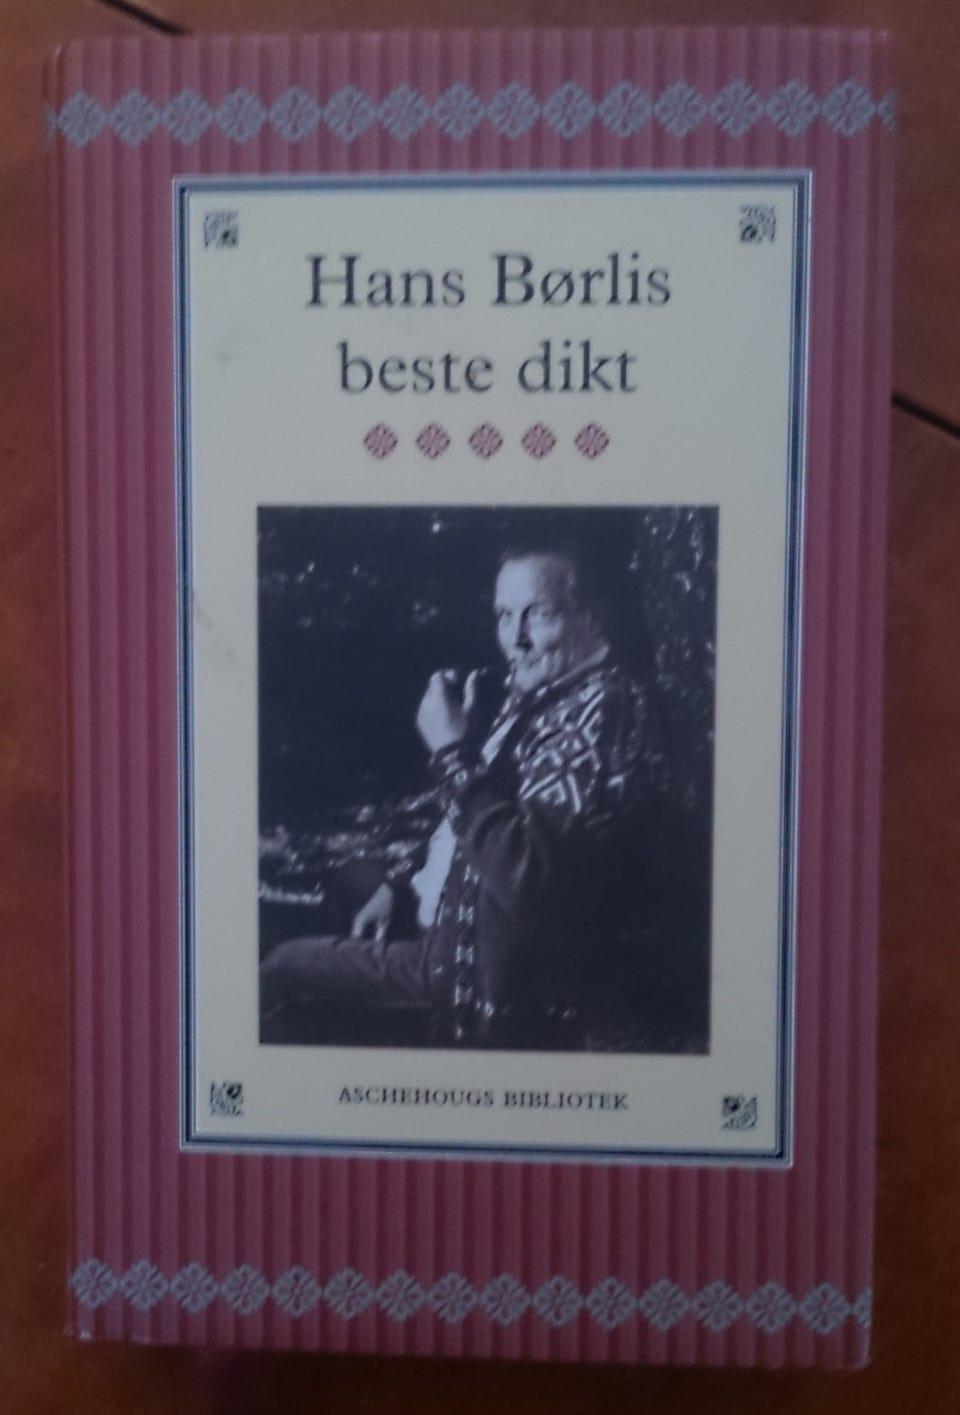 Hans Børlis
beste dikt
ASCHEHOUGS BIBLIOTEK